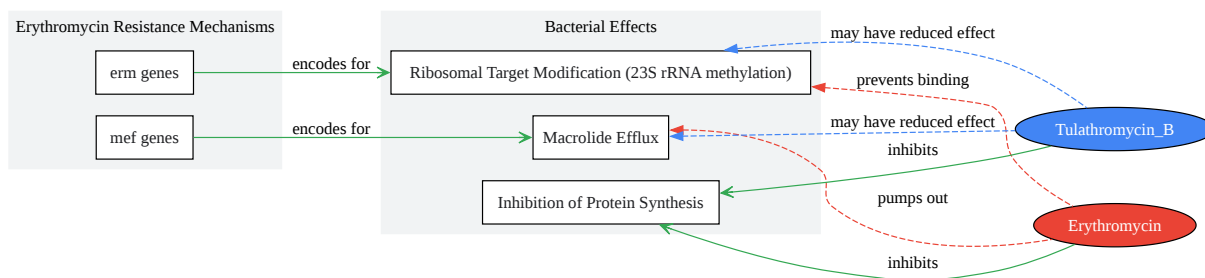 Erythromycin Resistance Mechanisms
Bacterial Effects
may have reduced effect
erm genes
encodes for
Ribosomal Target Modification (23S rRNA methylation)
prevents binding
mef genes
encodes for
Macrolide Efflux
may have reduced effect
Tulathromycin_B
inhibits
Inhibition of Protein Synthesis
pumps out
Erythromycin
inhibits